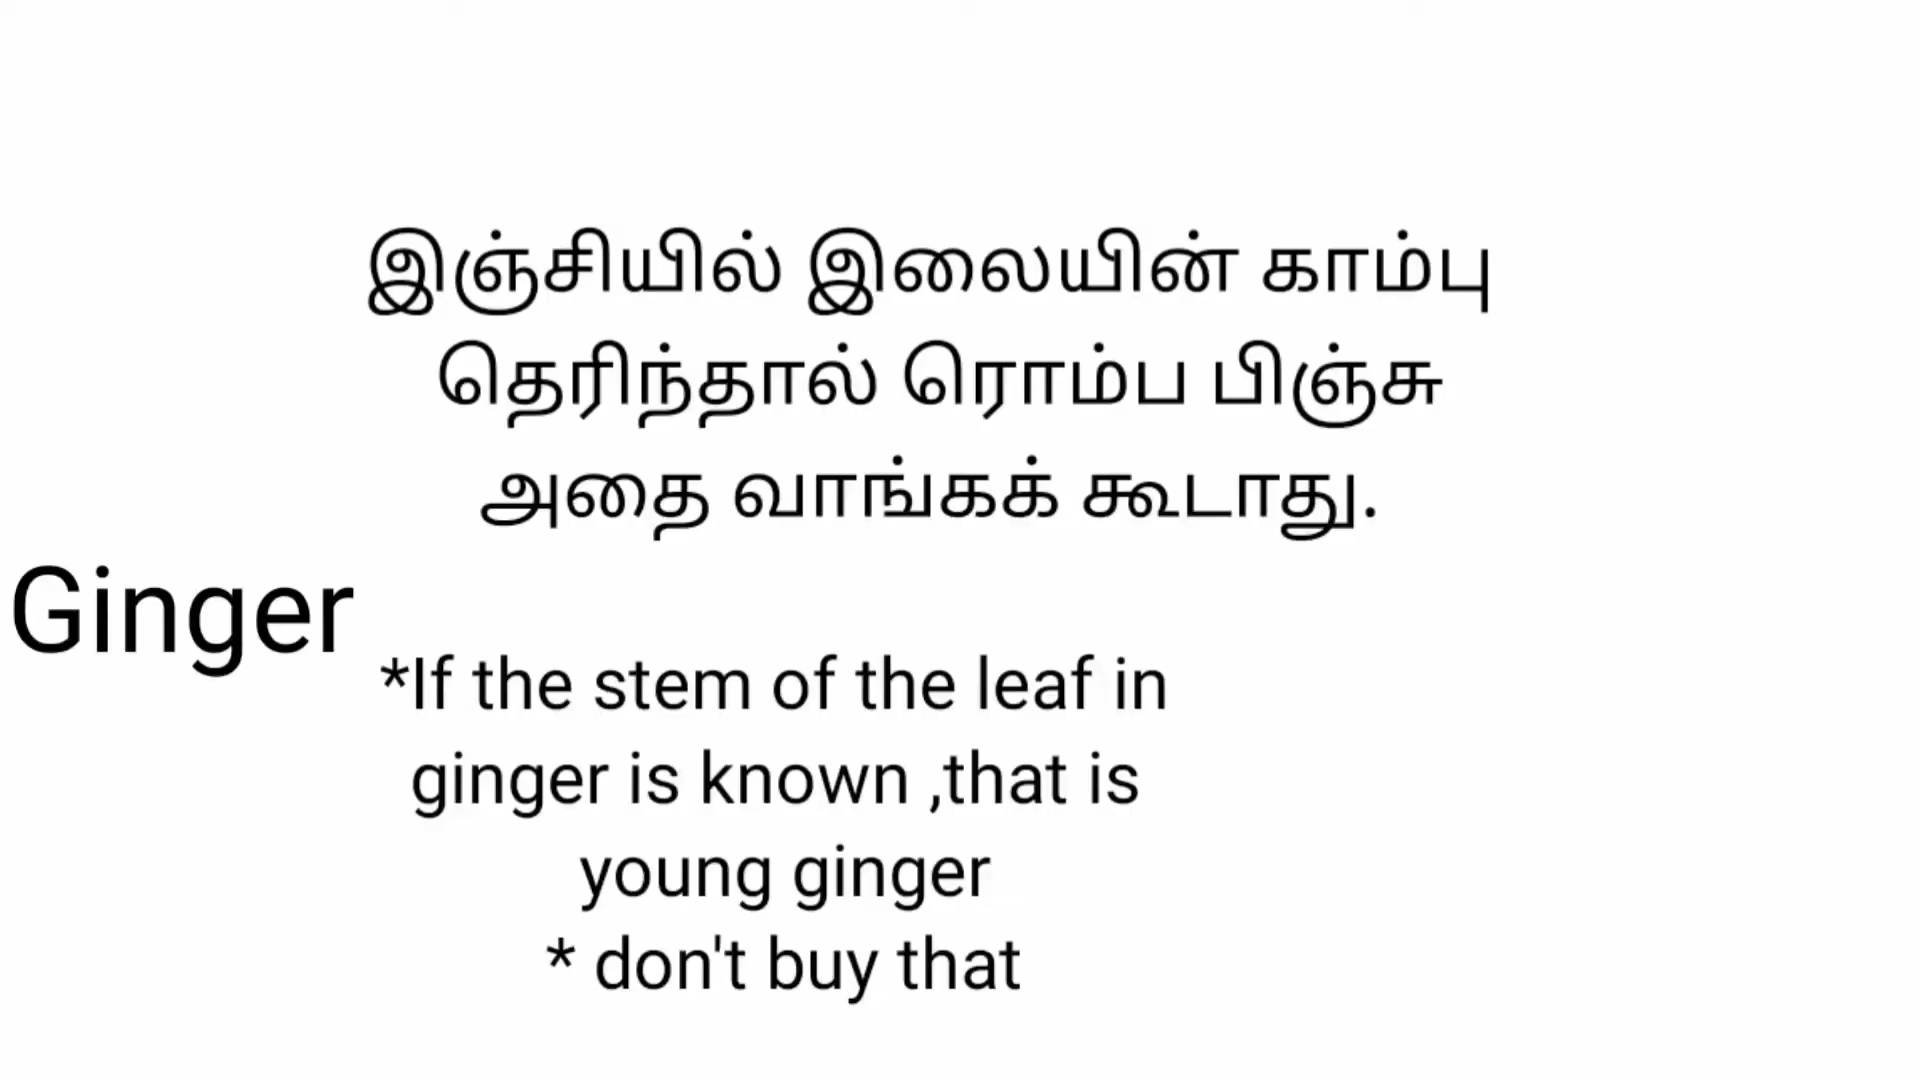 இஞ்சியில் இலையின் காம்பு
தெரிந்தால் ரொம்ப பிஞ்சு
அதை வாங்கக் கூடாது.
Ginger
*If the stem of the leaf in
ginger is known ,that is
young ginger
* don't buy that